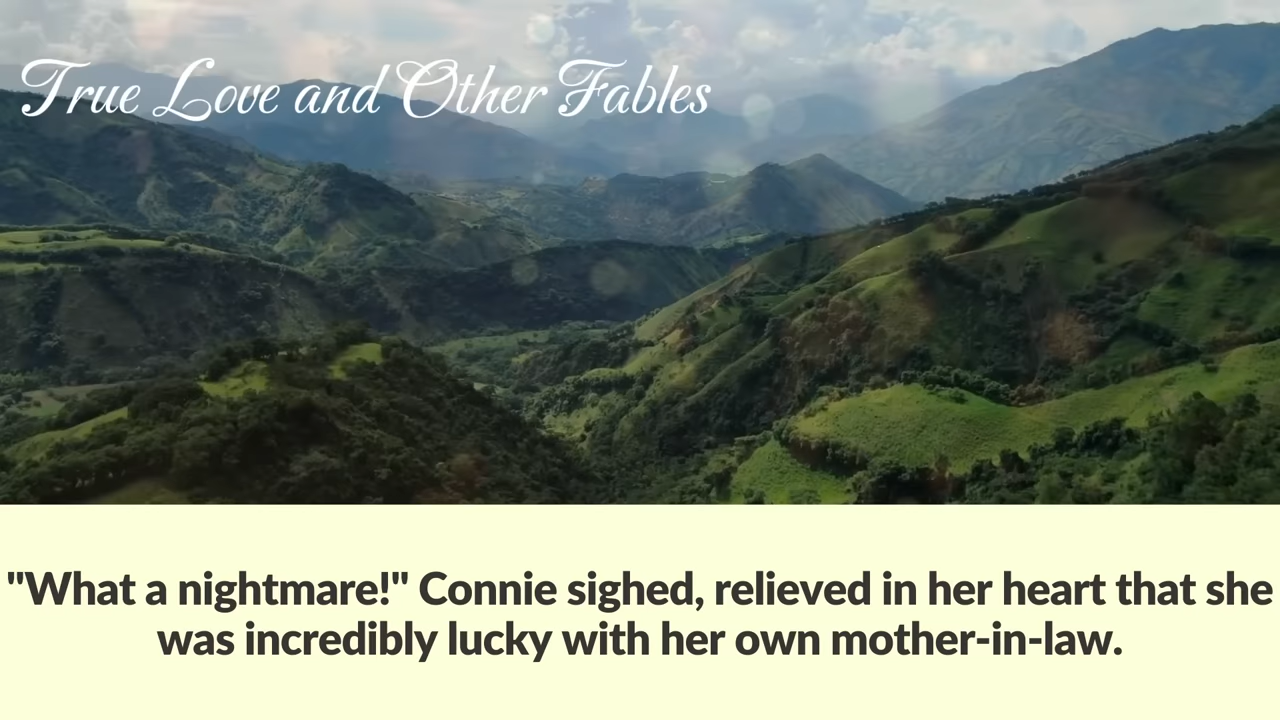 True Love and Other Fables
"What a nightmare!" Connie sighed, relieved in her heart that she
was incredibly lucky with her own mother-in-law.